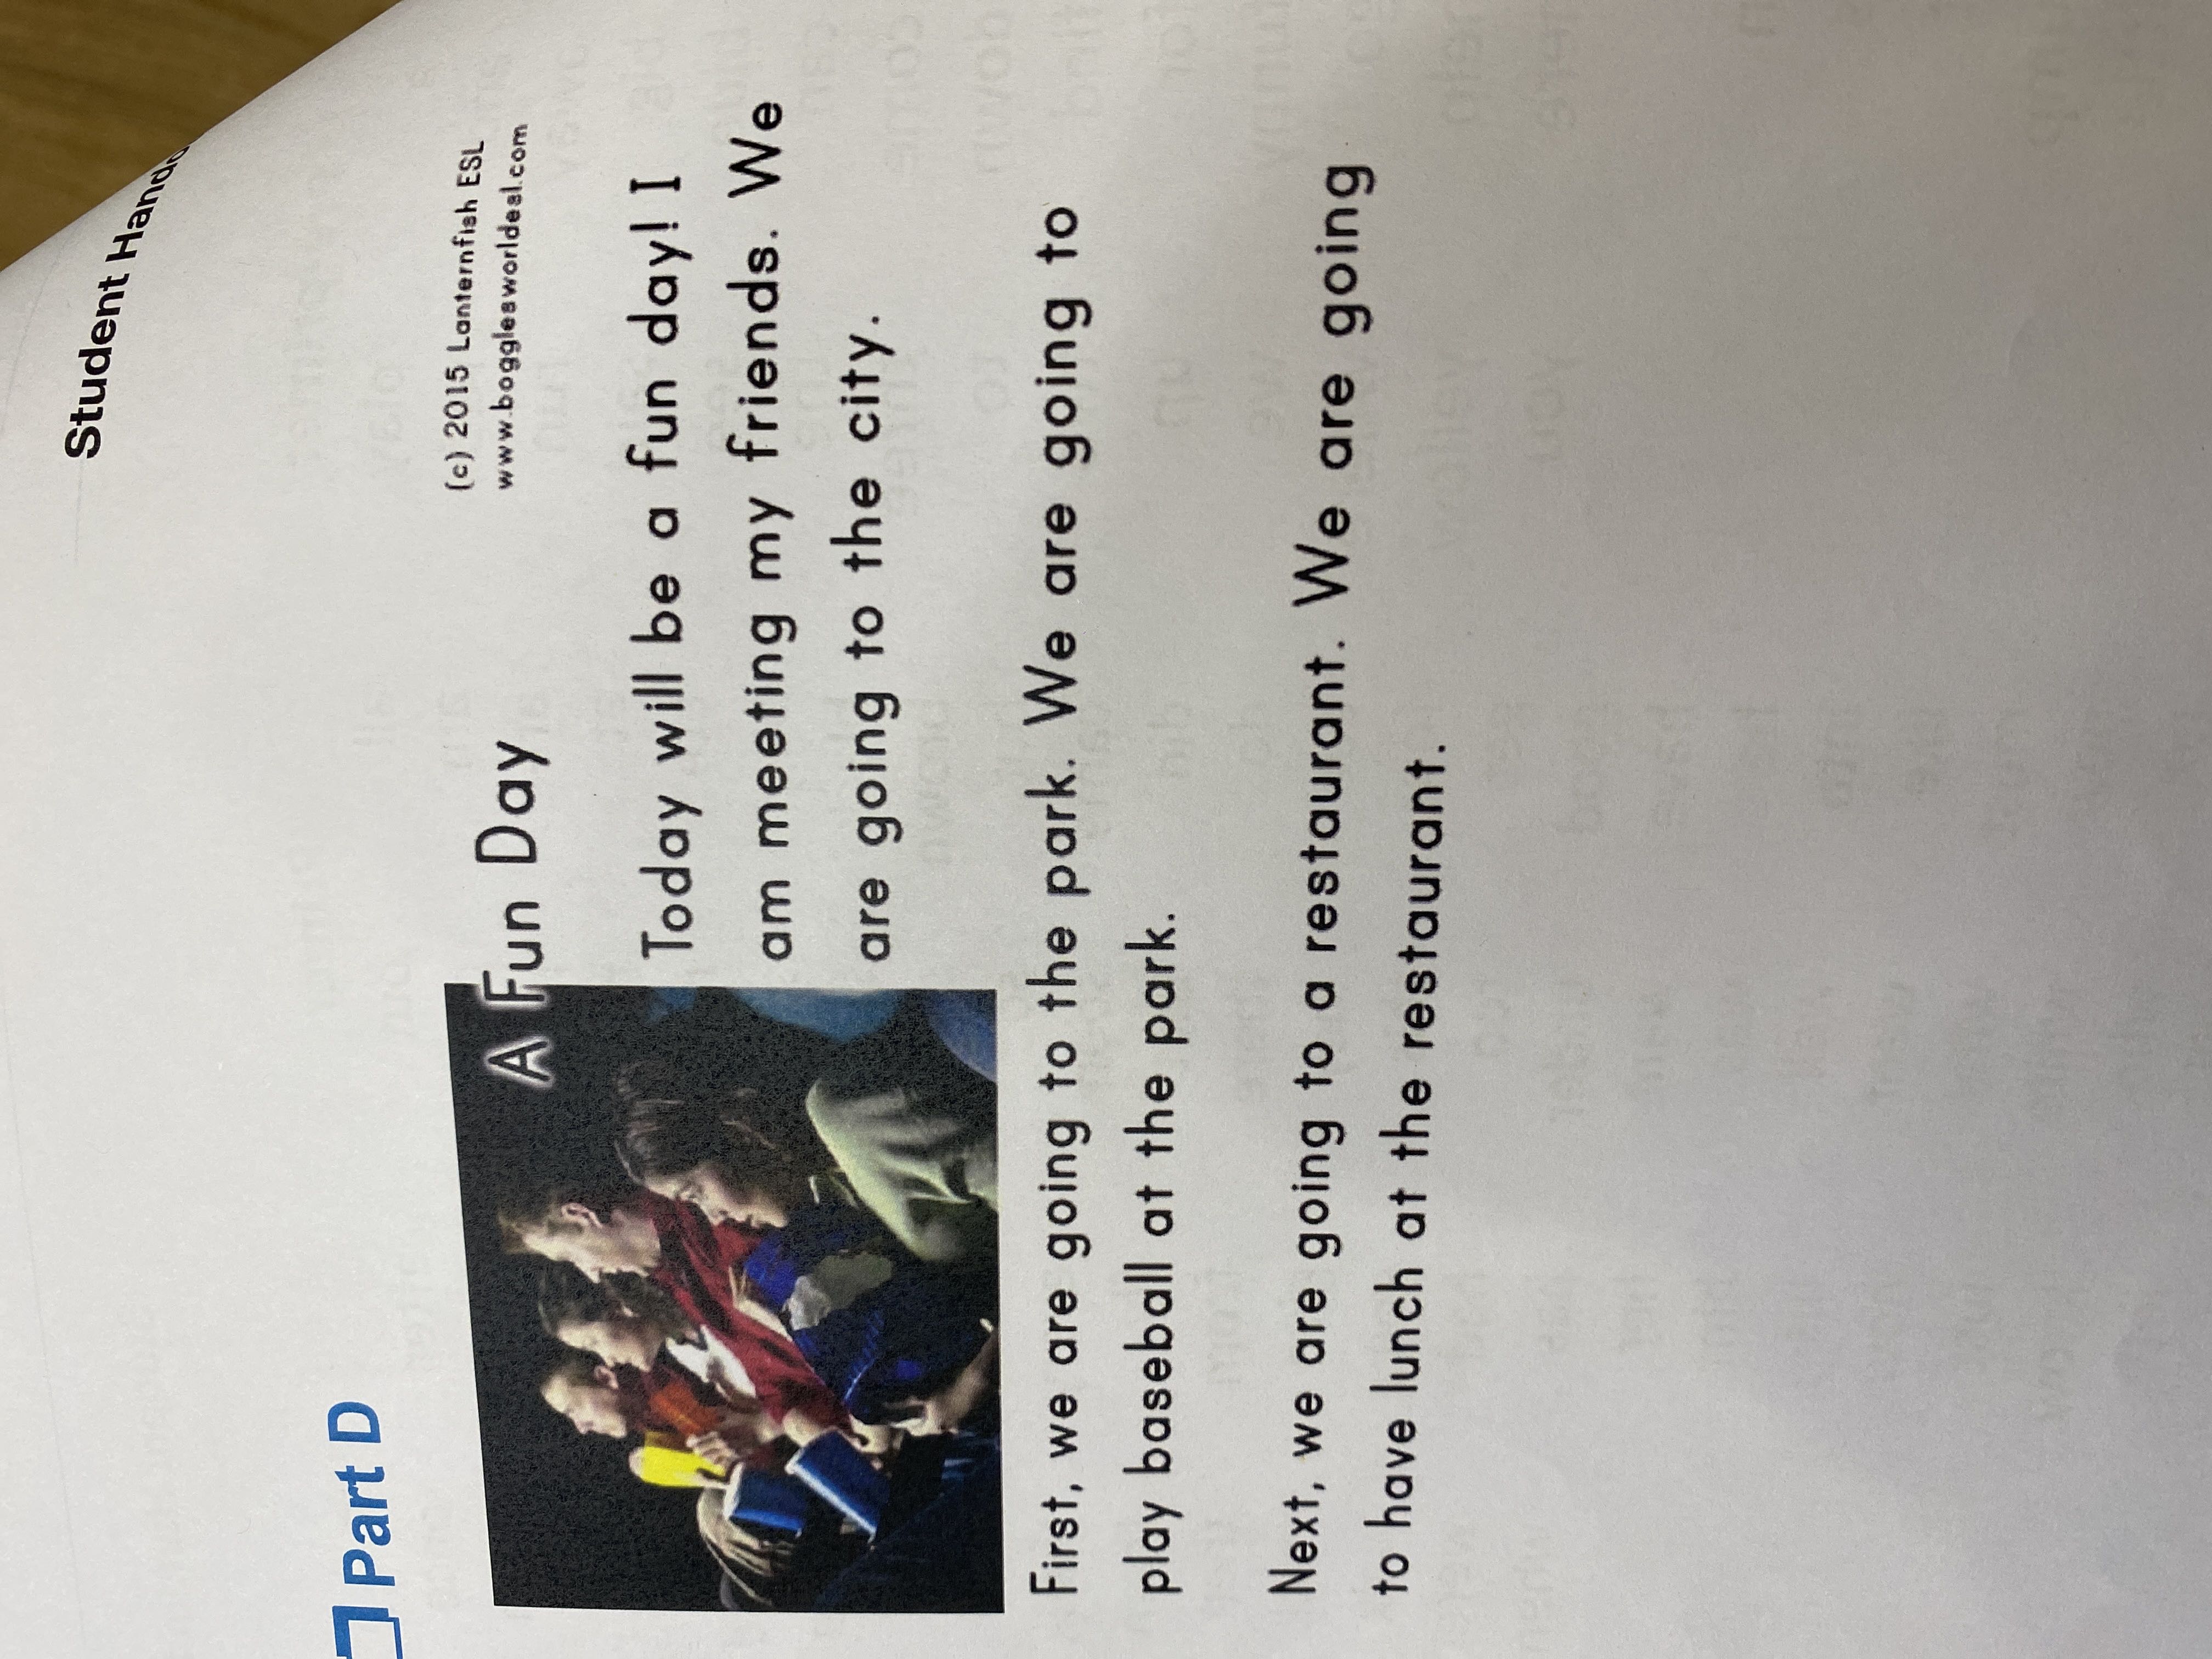 Student
Part D
A Fun Day
(c) 2015 Lanternfish ESL
www.bogglesworldesl.com
Today will be a fun day! I
am meeting my friends. We
are going to the city.
First, we are going to the park. We are going to
play baseball at the park.
Next, we are going to a restaurant. We are going
to have lunch at the restaurant.